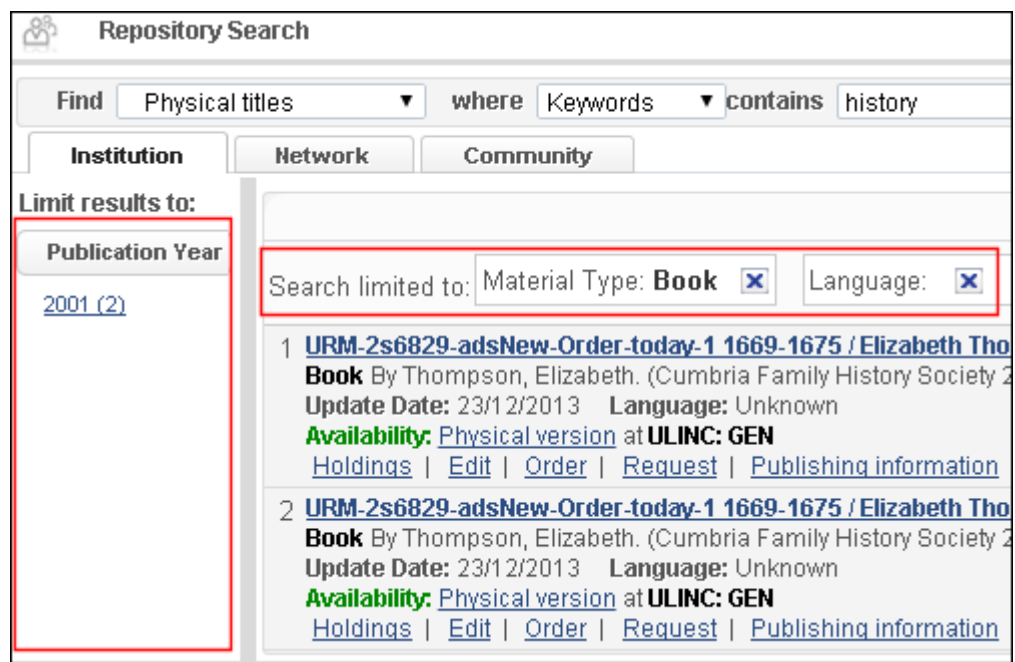 Repository Search
Find Physical titles where Keywords contains history
Institution Network Community
Limit results to:
Publication Year
2001 (2)
Search limited to: Material Type: Book Language:
1 URM-2s6829-adsNew-Order-today-1 1669-1675 / Elizabeth Tho
Book By Thompson, Elizabeth. (Cumbria Family History Society 2
Update Date: 23/12/2013 Language: Unknown
Availability: Physical version at ULINC: GEN
Holdings | Edit | Order | Request | Publishing information
2 URM-2s6829-adsNew-Order-today-1 1669-1675 / Elizabeth Tho
Book By Thompson, Elizabeth. (Cumbria Family History Society 2
Update Date: 23/12/2013 Language: Unknown
Availability: Physical version at ULINC: GEN
Holdings | Edit | Order | Request | Publishing information